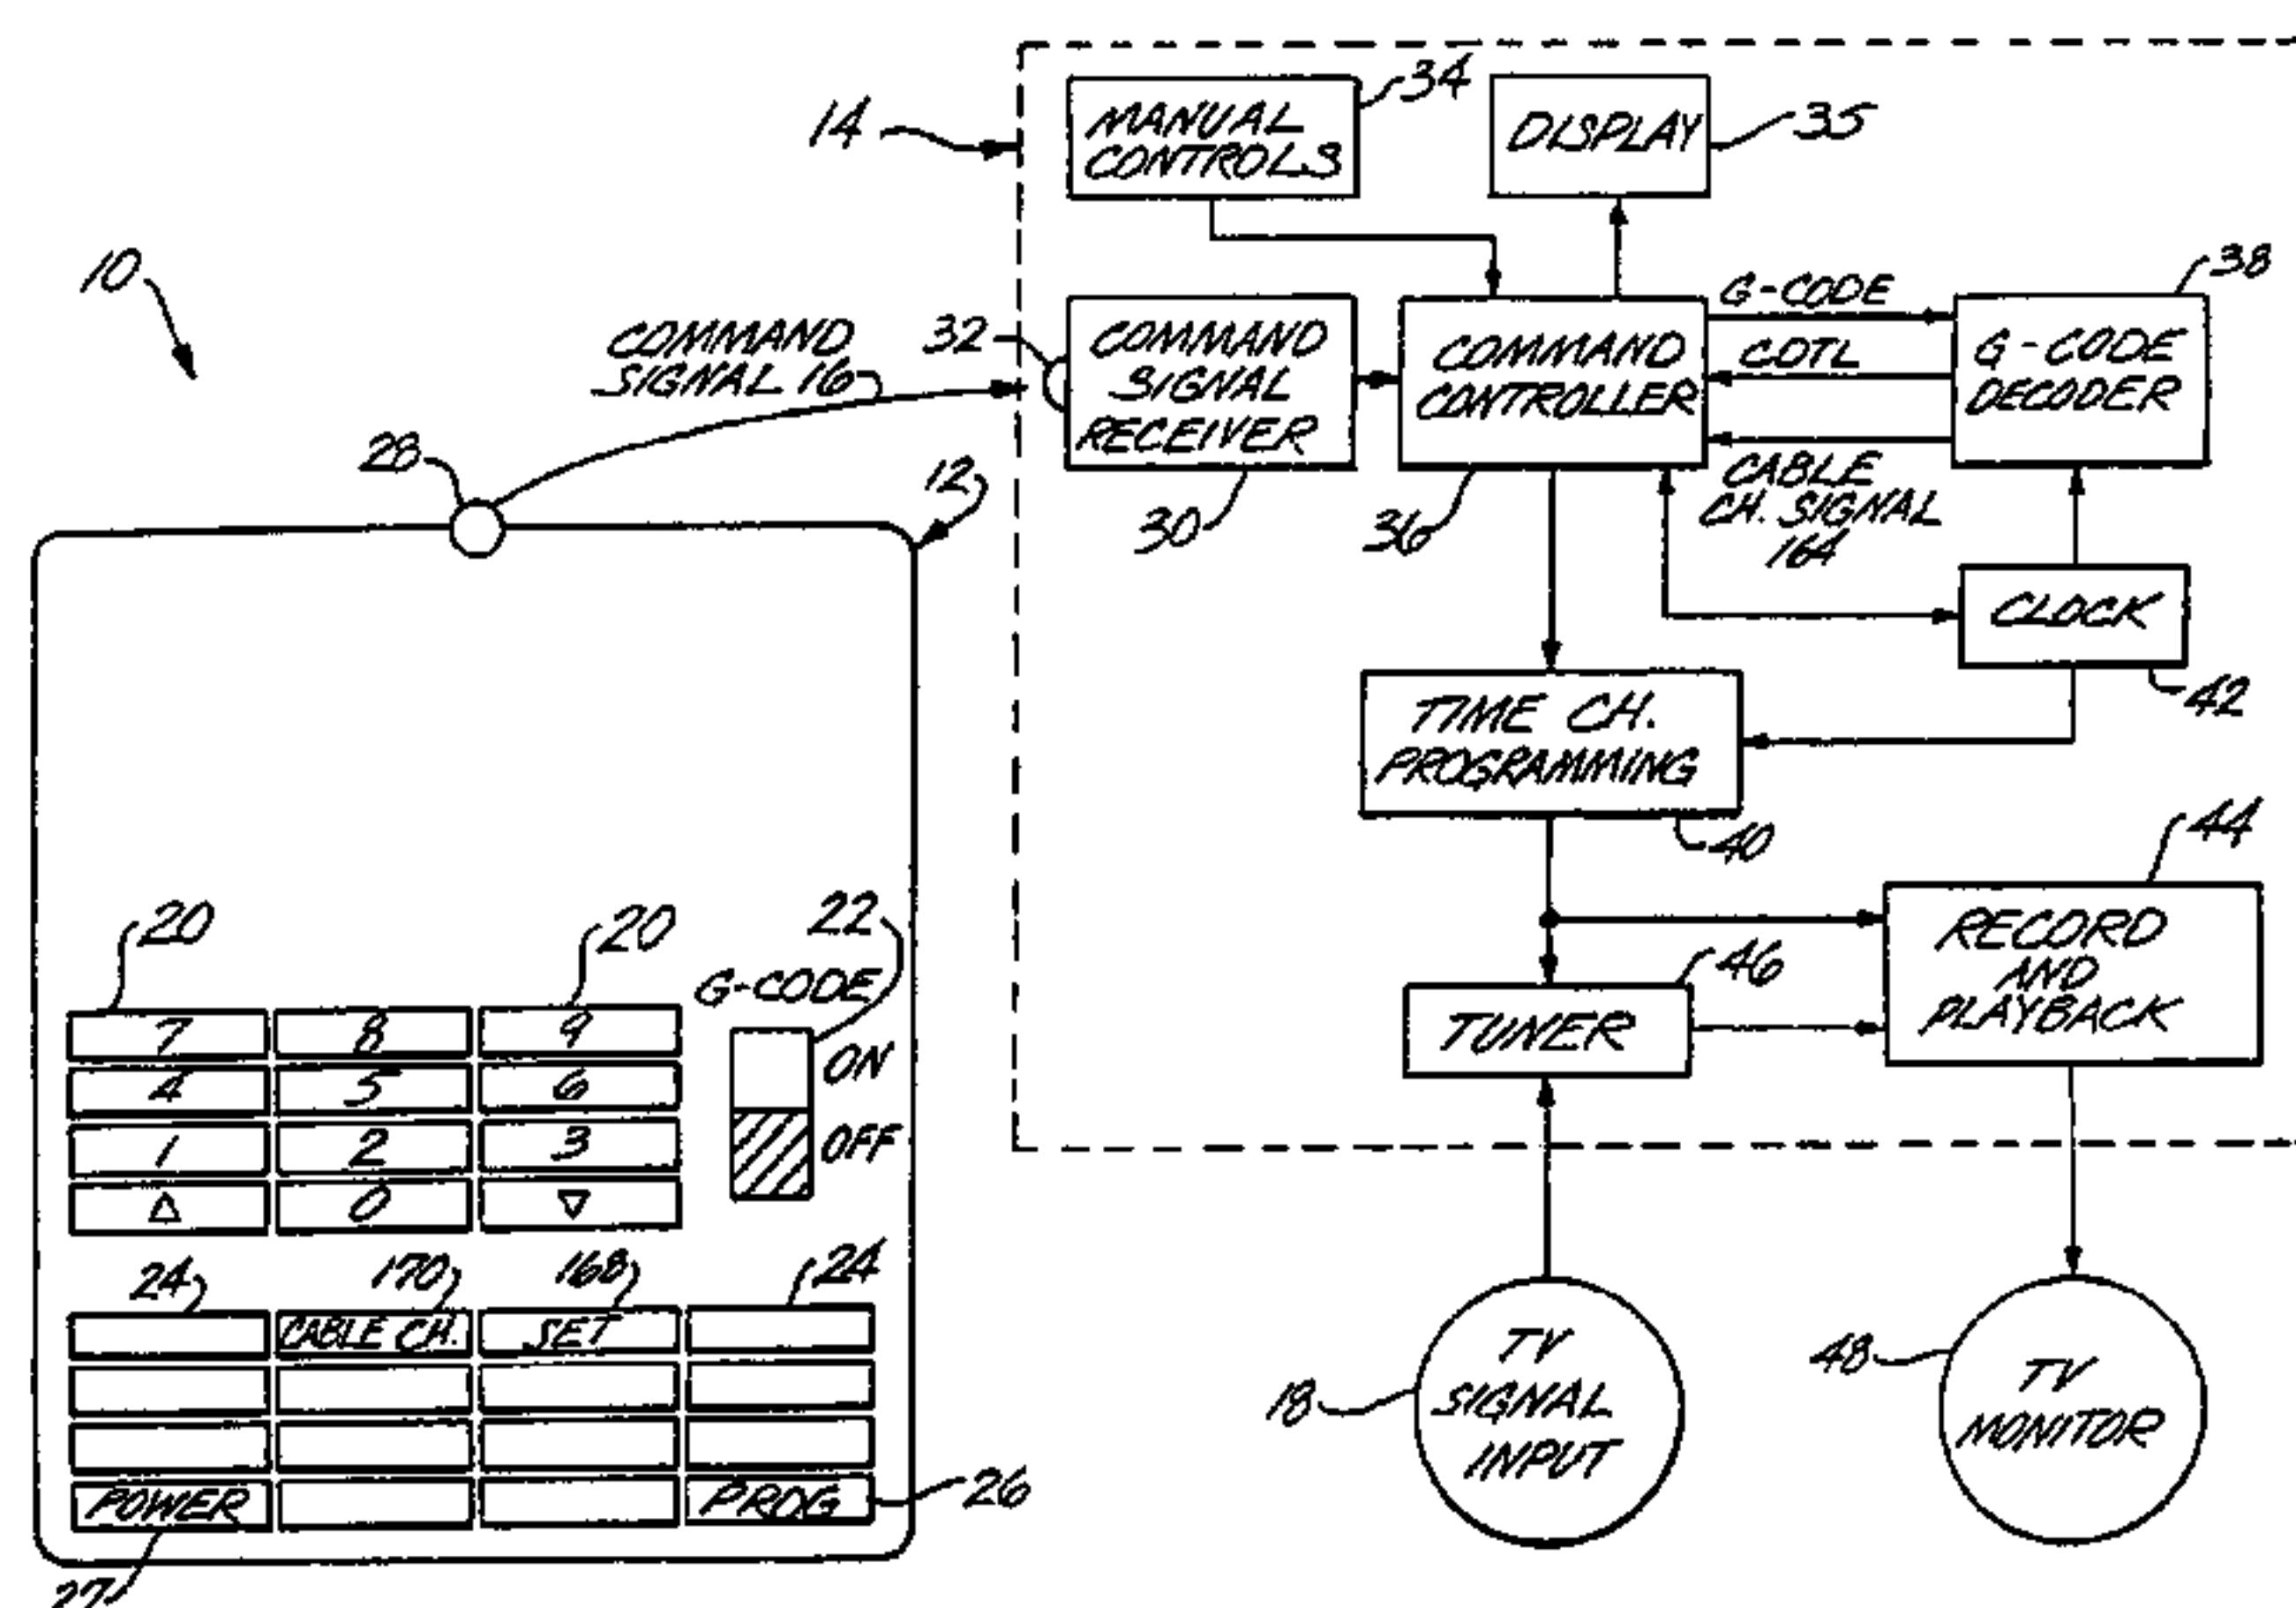 34
MANUAL
CONTROLS
DISPLAY
35
14
10
38
G-CODE
COMMAND
SIGNAL 16
32
COMMAND
SIGNAL
RECEIVER
COMMAND
CONTROLLER
CDTL
G-CODE
DECODER
28
12
30
36
CABLE
CH. SIGNAL
164
CLOCK
42
TIME CH.
PROGRAMMING
40
44
20
20
22
G-CODE
46
RECORD
AND
PLAYBACK
7 8 9
ON
TUNER
4 5 6
OFF
1 2 3
△ 0 ▽
24
170
168
24
CABLE CH. SET
18
TV
SIGNAL
INPUT
48
TV
MONITOR
POWER PROG
26
27